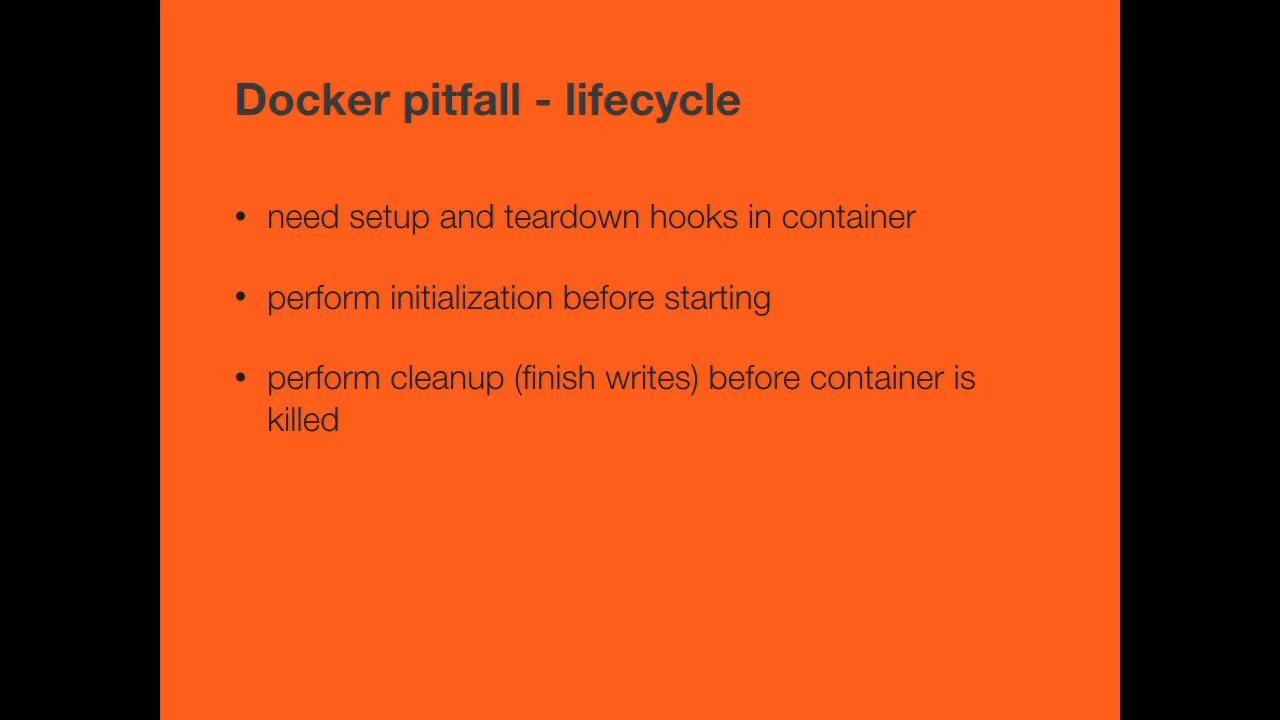 Docker pitfall - lifecycle
• need setup and teardown hooks in container
• perform initialization before starting
• perform cleanup (finish writes) before container is
killed